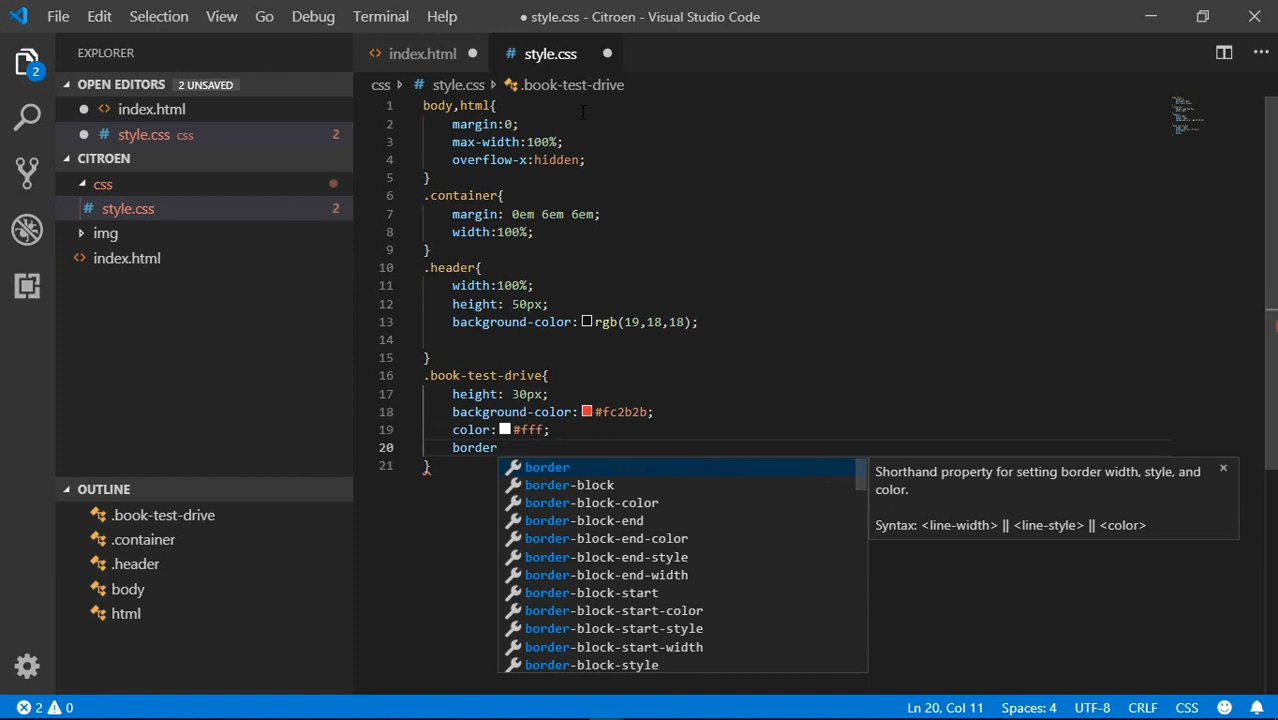 File Edit Selection View Go Debug Terminal Help ● style.css - Citroen - Visual Studio Code
EXPLORER
OPEN EDITORS 2 UNSAVED
index.html
style.css css 2
CITROEN
css
style.css 2
img
index.html
OUTLINE
.book-test-drive
.container
.header
body
html
2
index.html style.css
css style.css .book-test-drive
1 body,html{
2 margin:0;
3 max-width:100%;
4 overflow-x:hidden;
5 }
6 .container{
7 margin: 0em 6em 6em;
8 width:100%;
9 }
10 .header{
11 width:100%;
12 height: 50px;
13 background-color: rgb(19,18,18);
14
15 }
16 .book-test-drive{
17 height: 30px;
18 background-color: #fc2b2b;
19 color: #fff;
20 border
21 }
border
border-block
border-block-color
border-block-end
border-block-end-color
border-block-end-style
border-block-end-width
border-block-start
border-block-start-color
border-block-start-style
border-block-start-width
border-block-style
Shorthand property for setting border width, style, and
color.
Syntax: <line-width> || <line-style> || <color>
2 0 Ln 20, Col 11 Spaces: 4 UTF-8 CRLF CSS